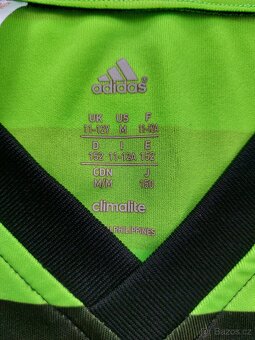 adidas
UK US F
11-12Y M 11-12A
D I E
152 11-12A 152
CDN J
M/M 150
climalite
PHILIPPINES
Bazos.cz